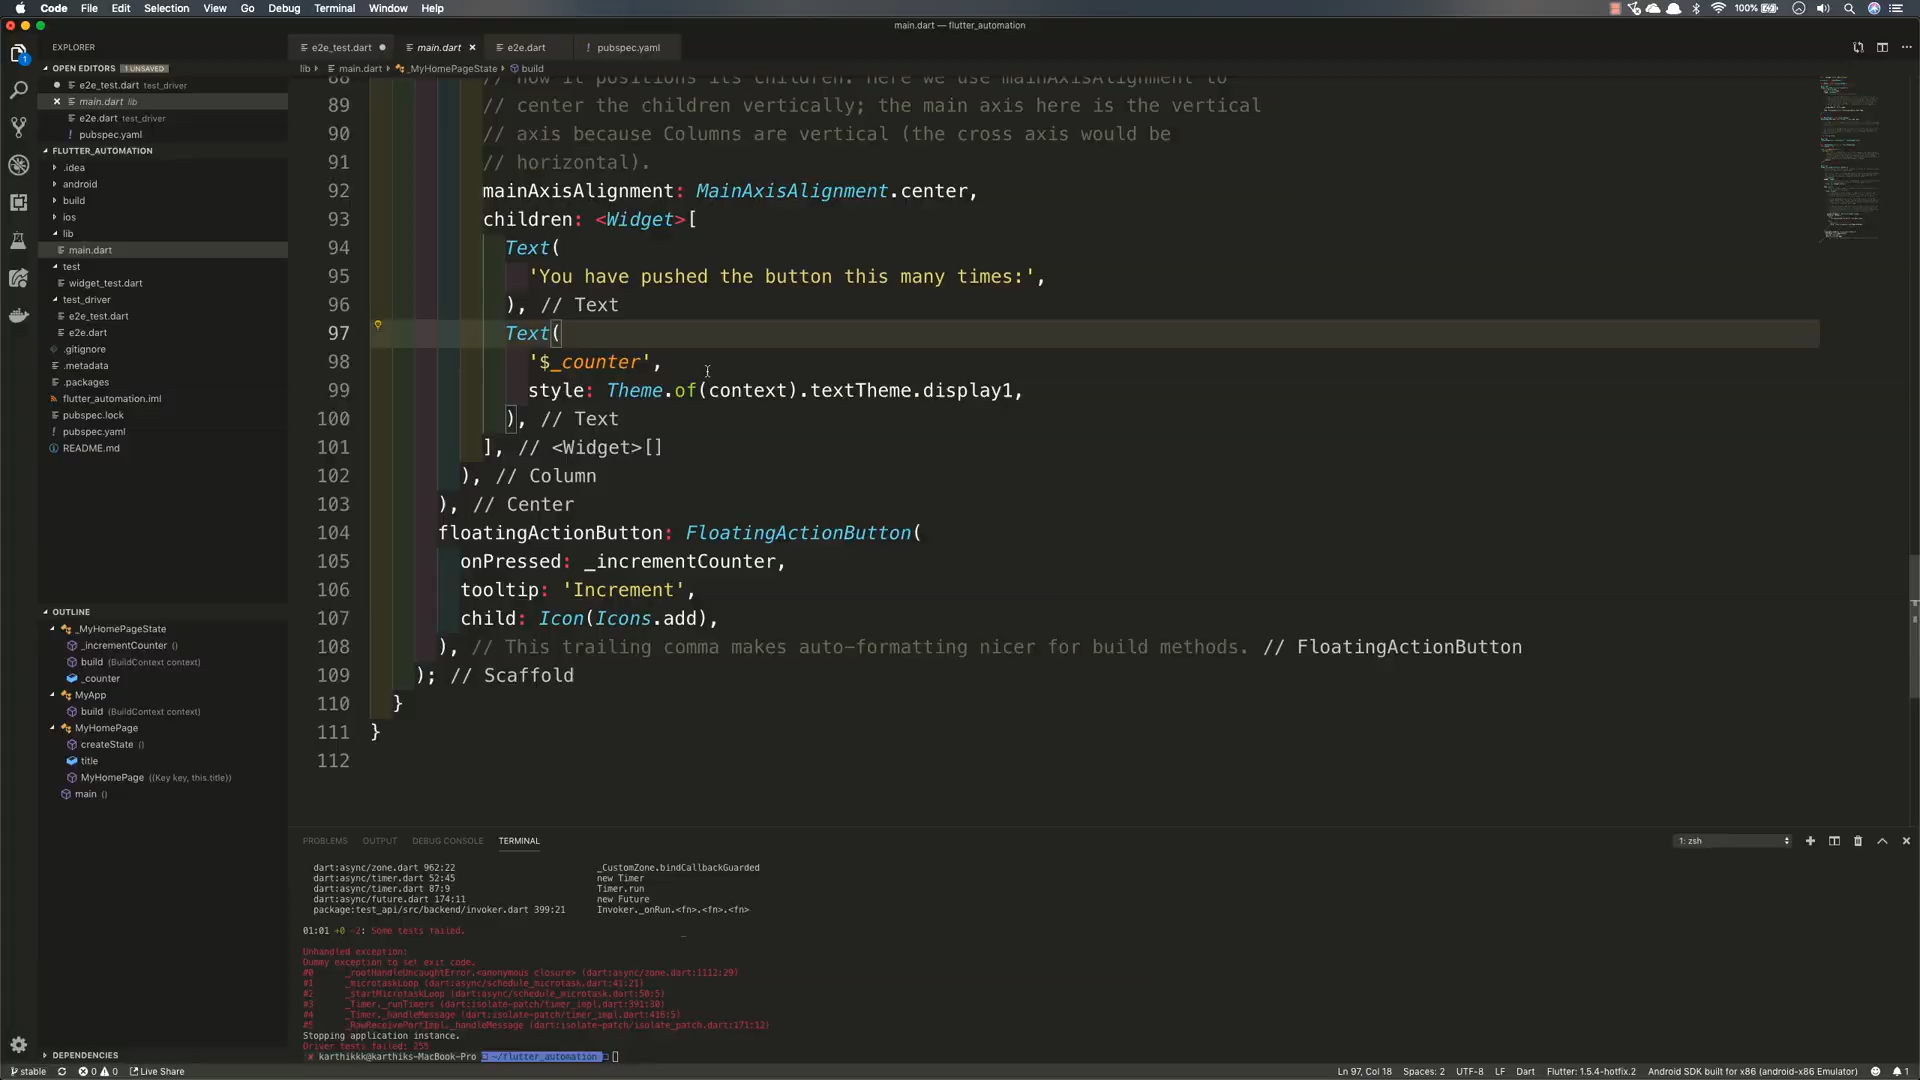 Code File Edit Selection View Go Debug Terminal Window Help
100%
main.dart — flutter_automation
EXPLORER
e2e_test.dart
main.dart
e2e.dart
pubspec.yaml
OPEN EDITORS 1 UNSAVED
lib main.dart _MyHomePageState build
e2e_test.dart test_driver
main.dart lib
e2e.dart test_driver
pubspec.yaml
FLUTTER_AUTOMATION
.idea
android
build
ios
lib
main.dart
test
widget_test.dart
test_driver
e2e_test.dart
e2e.dart
.gitignore
.metadata
.packages
flutter_automation.iml
pubspec.lock
pubspec.yaml
README.md
OUTLINE
_MyHomePageState
_incrementCounter ()
build (BuildContext context)
_counter
MyApp
build (BuildContext context)
MyHomePage
createState ()
title
MyHomePage ((Key key, this.title))
main ()
DEPENDENCIES
88 // how it positions its children. Here we use mainAxisAlignment to
89 // center the children vertically; the main axis here is the vertical
90 // axis because Columns are vertical (the cross axis would be
91 // horizontal).
92 mainAxisAlignment: MainAxisAlignment.center,
93 children: <Widget>[
94 Text(
95 'You have pushed the button this many times:',
96 ), // Text
97 Text(
98 '$_counter',
99 style: Theme.of(context).textTheme.display1,
100 ), // Text
101 ], // <Widget>[]
102 ), // Column
103 ), // Center
104 floatingActionButton: FloatingActionButton(
105 onPressed: _incrementCounter,
106 tooltip: 'Increment',
107 child: Icon(Icons.add),
108 ), // This trailing comma makes auto-formatting nicer for build methods. // FloatingActionButton
109 ); // Scaffold
110 }
111 }
112
PROBLEMS OUTPUT DEBUG CONSOLE TERMINAL
1: zsh
dart:async/zone.dart 962:22 _CustomZone.bindCallbackGuarded
dart:async/timer.dart 52:45 new Timer
dart:async/timer.dart 87:9 Timer.run
dart:async/future.dart 174:11 new Future
package:test_api/src/backend/invoker.dart 399:21 Invoker._onRun.<fn>.<fn>.<fn>
01:01 +0 -2: Some tests failed.
Unhandled exception:
Dummy exception to set exit code.
#0 _rootHandleUncaughtError.<anonymous closure> (dart:async/zone.dart:1112:29)
#1 _microtaskLoop (dart:async/schedule_microtask.dart:41:21)
#2 _startMicrotaskLoop (dart:async/schedule_microtask.dart:50:5)
#3 _Timer._runTimers (dart:isolate-patch/timer_impl.dart:391:30)
#4 _Timer._handleMessage (dart:isolate-patch/timer_impl.dart:416:5)
#5 _RawReceivePortImpl._handleMessage (dart:isolate-patch/isolate_patch.dart:171:12)
Stopping application instance.
Driver tests failed: 255
✗ karthikkk@karthiks-MacBook-Pro ~/flutter_automation
stable 0 0 Live Share
Ln 97, Col 18 Spaces: 2 UTF-8 LF Dart Flutter: 1.5.4-hotfix.2 Android SDK built for x86 (android-x86 Emulator) 1